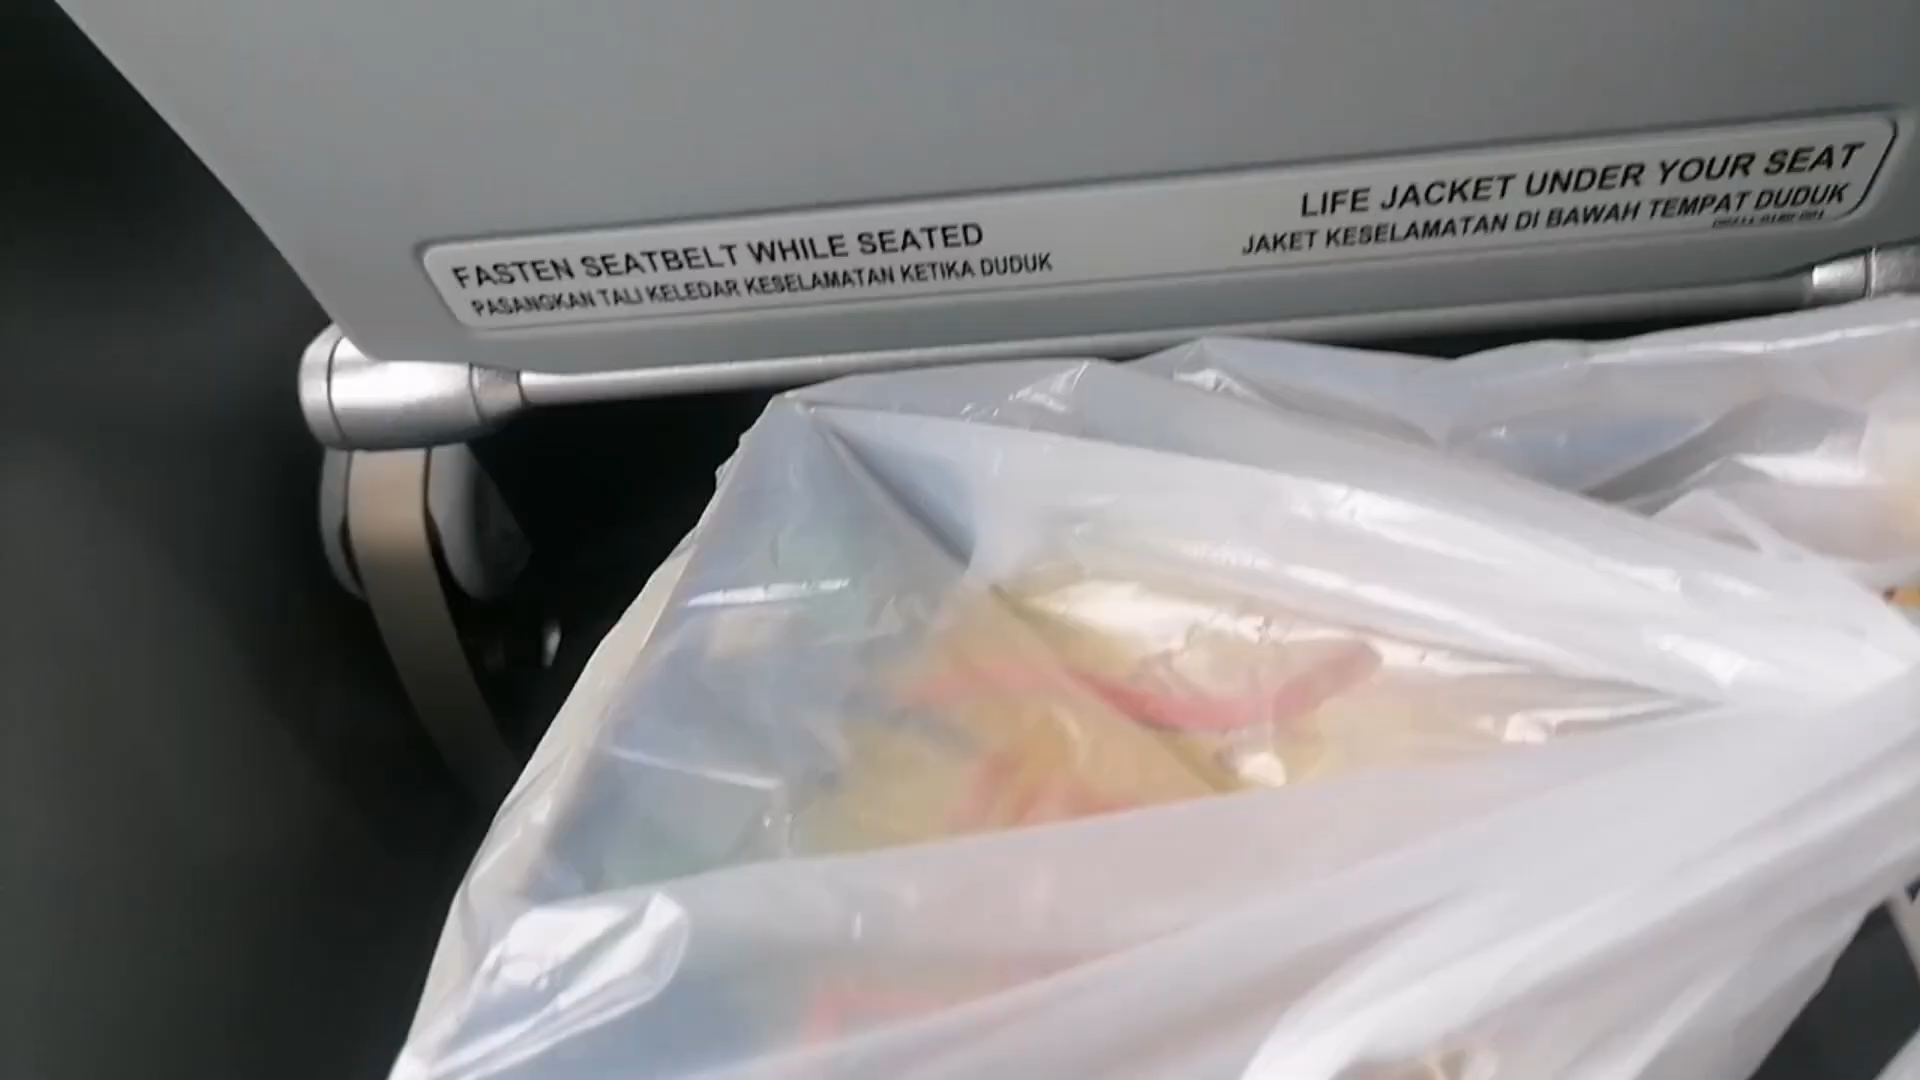 FASTEN SEATBELT WHILE SEATED
PASANGKAN TALI KELEDAR KESELAMATAN KETIKA DUDUK
LIFE JACKET UNDER YOUR SEAT
JAKET KESELAMATAN DI BAWAH TEMPAT DUDUK